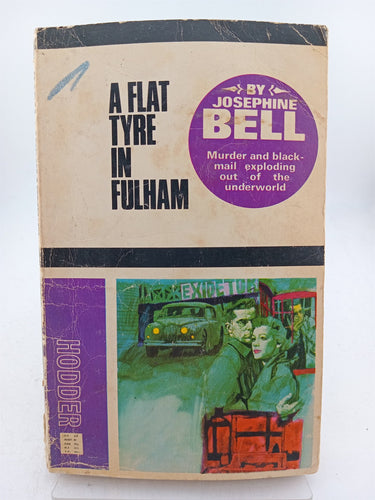 A FLAT
TYRE
IN
FULHAM
BY
JOSEPHINE
BELL
Murder and black-
mail exploding
out of the
underworld
HODDER